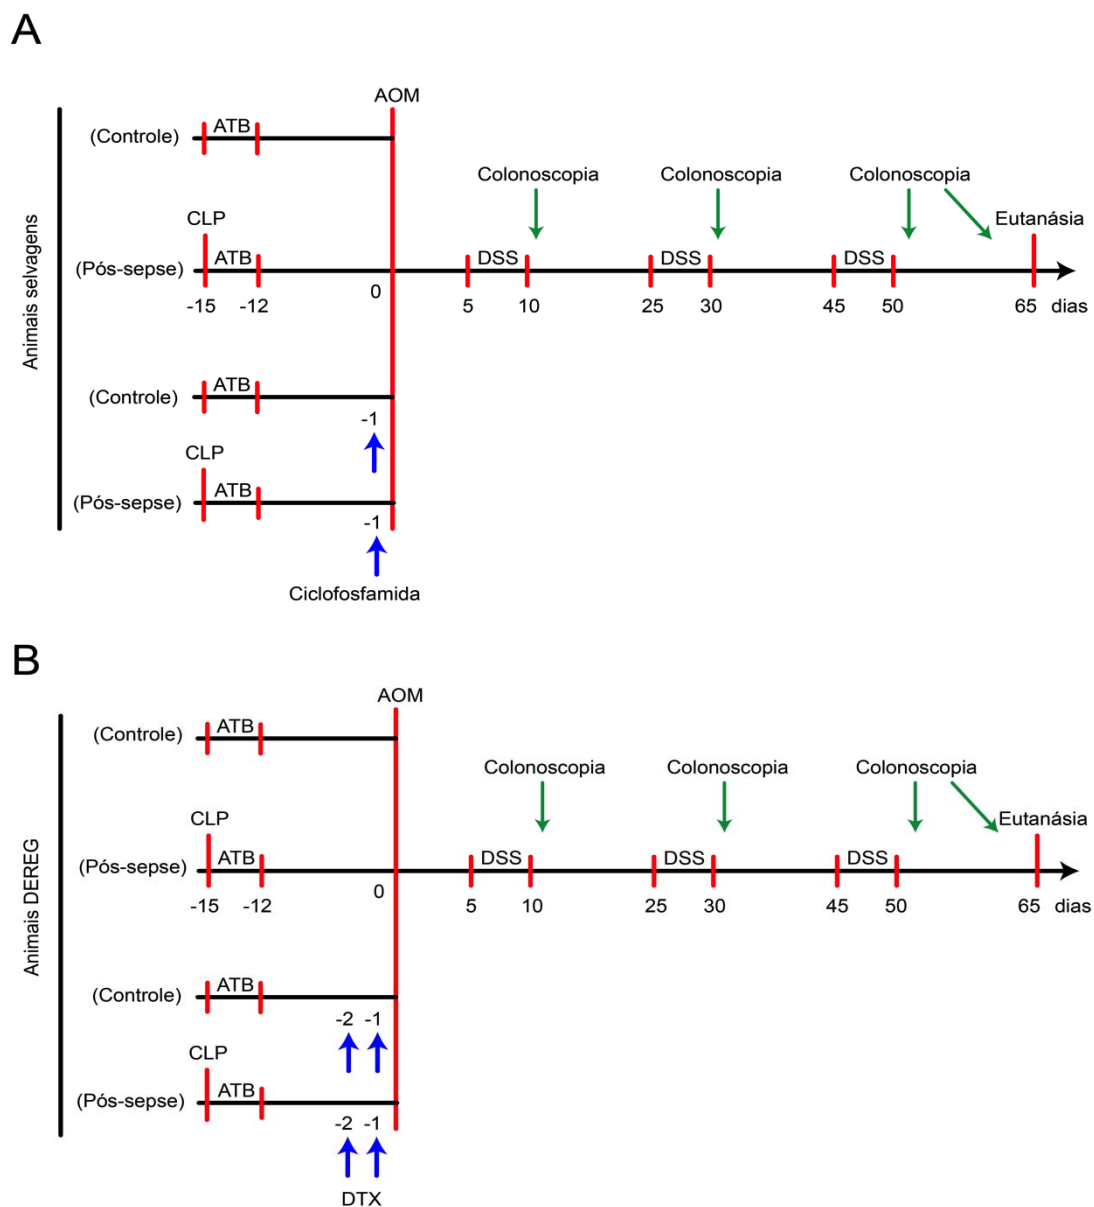 A
AOM
(Controle) ATB
Colonoscopia Colonoscopia Colonoscopia
CLP Eutanásia
(Pós-sepse) ATB DSS DSS DSS
-15 -12 0 5 10 25 30 45 50 65 dias
Animais selvagens
(Controle) ATB
-1
CLP
(Pós-sepse) ATB
-1
Ciclofosfamida
B
AOM
(Controle) ATB
Colonoscopia Colonoscopia Colonoscopia
CLP Eutanásia
(Pós-sepse) ATB DSS DSS DSS
-15 -12 0 5 10 25 30 45 50 65 dias
Animais DEREG
(Controle) ATB
-2 -1
CLP
(Pós-sepse) ATB
-2 -1
DTX